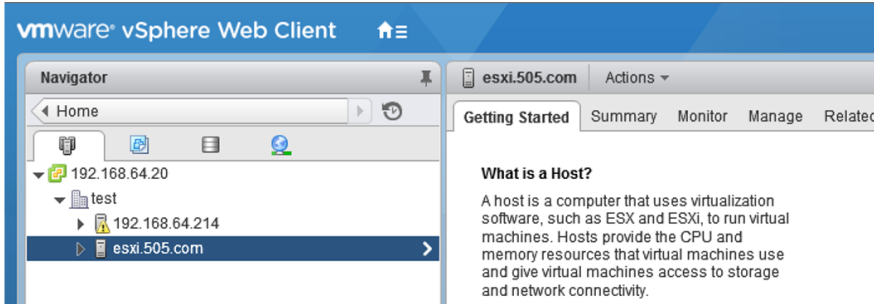 vmware® vSphere Web Client
Navigator
Home
192.168.64.20
test
192.168.64.214
esxi.505.com
esxi.505.com Actions
Getting Started Summary Monitor Manage Related
What is a Host?
A host is a computer that uses virtualization
software, such as ESX and ESXi, to run virtual
machines. Hosts provide the CPU and
memory resources that virtual machines use
and give virtual machines access to storage
and network connectivity.